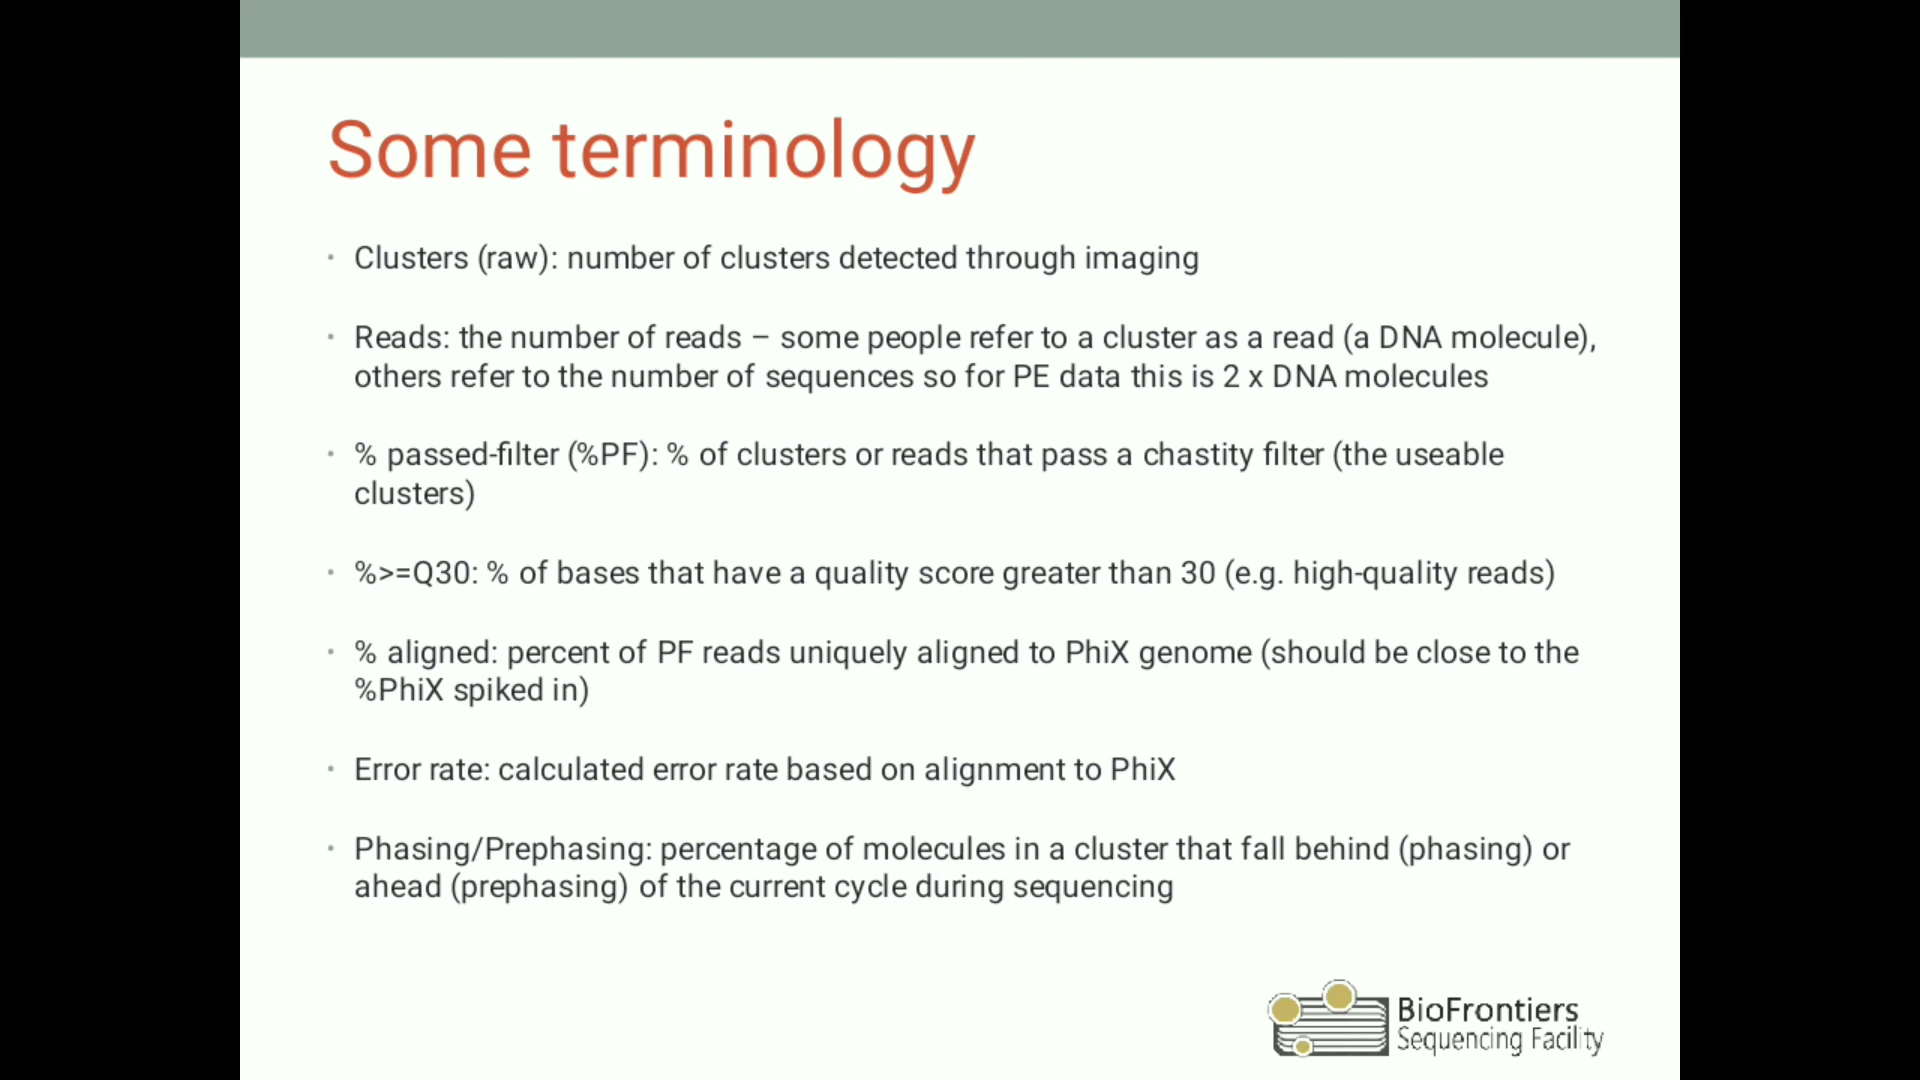 Some terminology
• Clusters (raw): number of clusters detected through imaging
• Reads: the number of reads – some people refer to a cluster as a read (a DNA molecule),
others refer to the number of sequences so for PE data this is 2 x DNA molecules
• % passed-filter (%PF): % of clusters or reads that pass a chastity filter (the useable
clusters)
• %>=Q30: % of bases that have a quality score greater than 30 (e.g. high-quality reads)
• % aligned: percent of PF reads uniquely aligned to PhiX genome (should be close to the
%PhiX spiked in)
• Error rate: calculated error rate based on alignment to PhiX
• Phasing/Prephasing: percentage of molecules in a cluster that fall behind (phasing) or
ahead (prephasing) of the current cycle during sequencing
BioFrontiers
Sequencing Facility